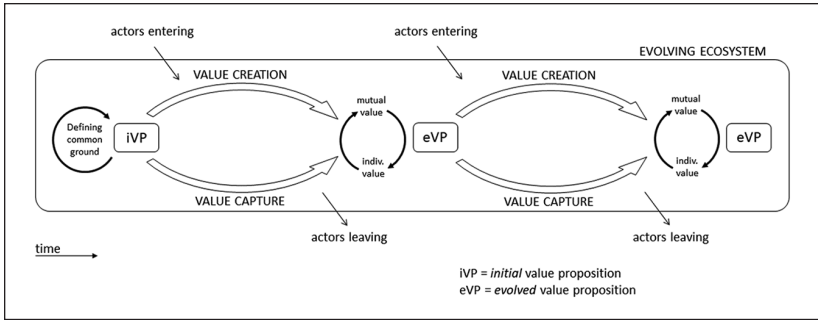 actors entering
actors entering
EVOLVING ECOSYSTEM
VALUE CREATION
VALUE CREATION
Defining
common
ground
iVP
mutual
value
indiv.
value
eVP
mutual
value
indiv.
value
eVP
VALUE CAPTURE
VALUE CAPTURE
actors leaving
actors leaving
time
iVP = initial value proposition
eVP = evolved value proposition